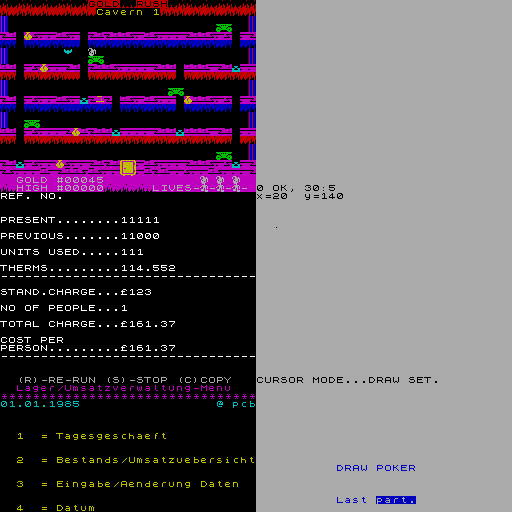 GOLD RUSH
Cavern 1
GOLD #00045
HIGH #00000 LIVES-
0 OK, 30:5
x=20 y=140
REF. NO.
PRESENT........11111
PREVIOUS.......11000
UNITS USED.....111
THERMS.........114.552
STAND.CHARGE...£123
NO OF PEOPLE...1
TOTAL CHARGE...£161.37
COST PER
PERSON.........£161.37
(R)-RE-RUN (S)-STOP (C)COPY
CURSOR MODE...DRAW SET.
Lager/Umsatzverwaltung-Menu
********************************
01.01.1985 @ pcb
1 = Tagesgeschaeft
2 = Bestands/Umsatzuebersicht
3 = Eingabe/Aenderung Daten
4 = Datum
DRAW POKER
Last part.